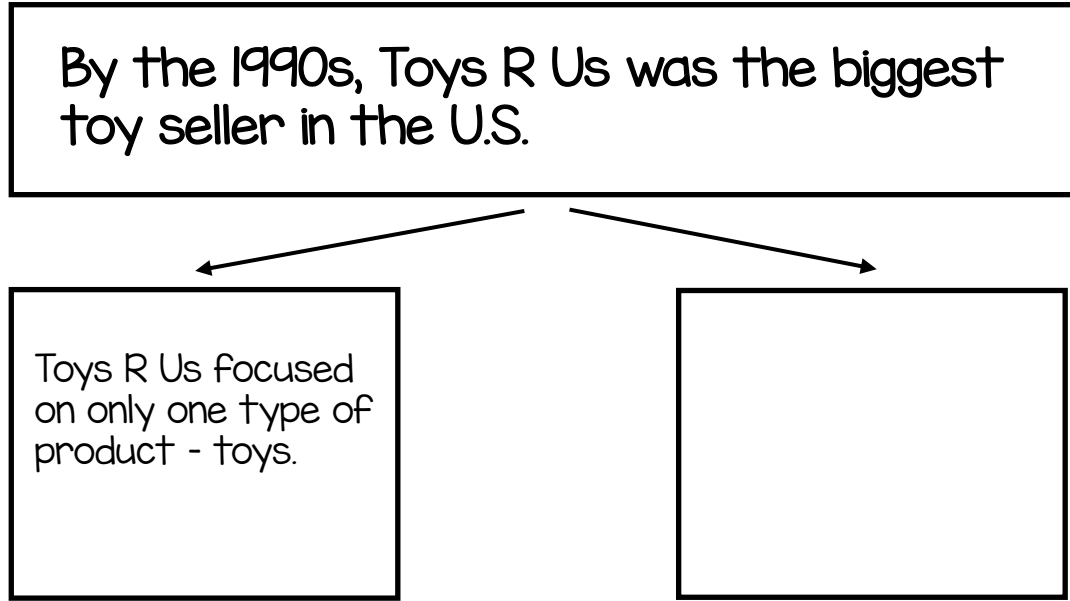 By the 1990s, Toys R Us was the biggest
toy seller in the U.S.
Toys R Us focused
on only one type of
product - toys.